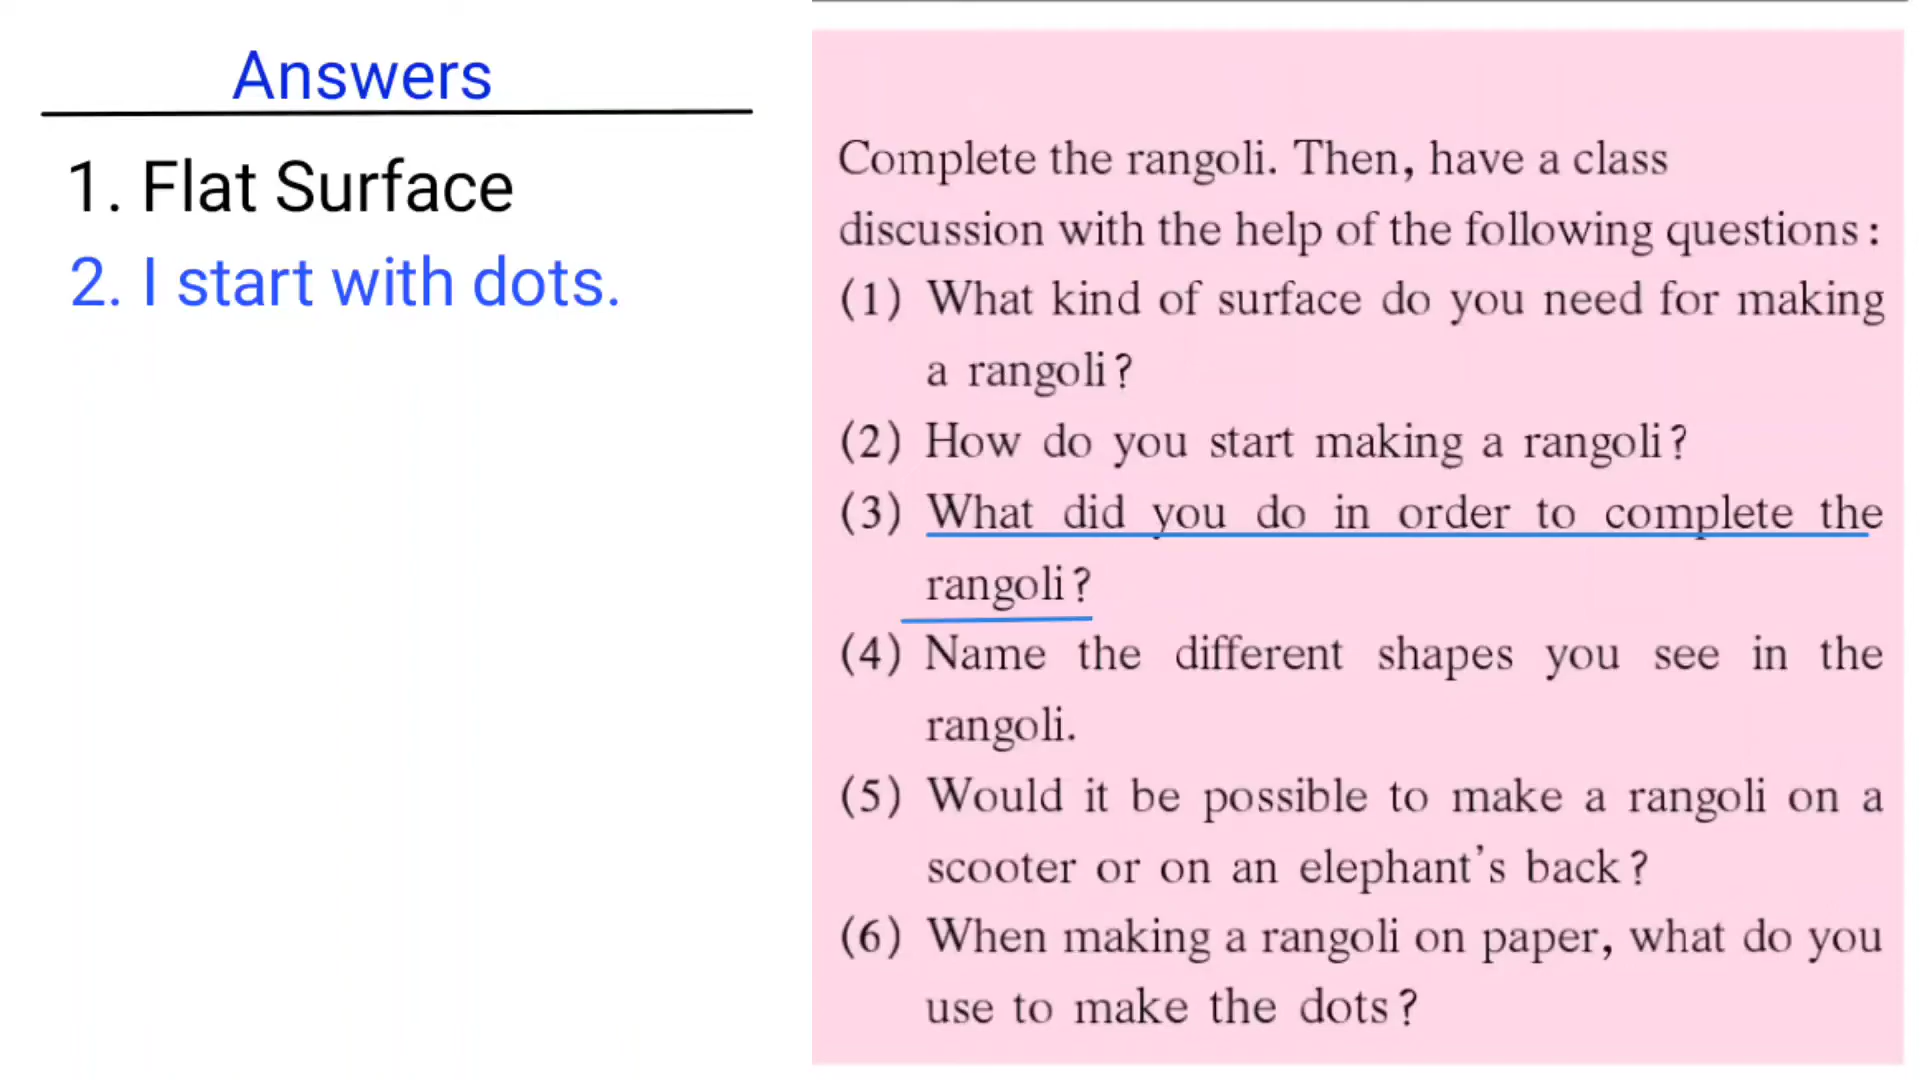 Answers
1. Flat Surface
2. I start with dots.
Complete the rangoli. Then, have a class
discussion with the help of the following questions :
(1) What kind of surface do you need for making
a rangoli ?
(2) How do you start making a rangoli ?
(3) What did you do in order to complete the
rangoli ?
(4) Name the different shapes you see in the
rangoli.
(5) Would it be possible to make a rangoli on a
scooter or on an elephant's back ?
(6) When making a rangoli on paper, what do you
use to make the dots ?